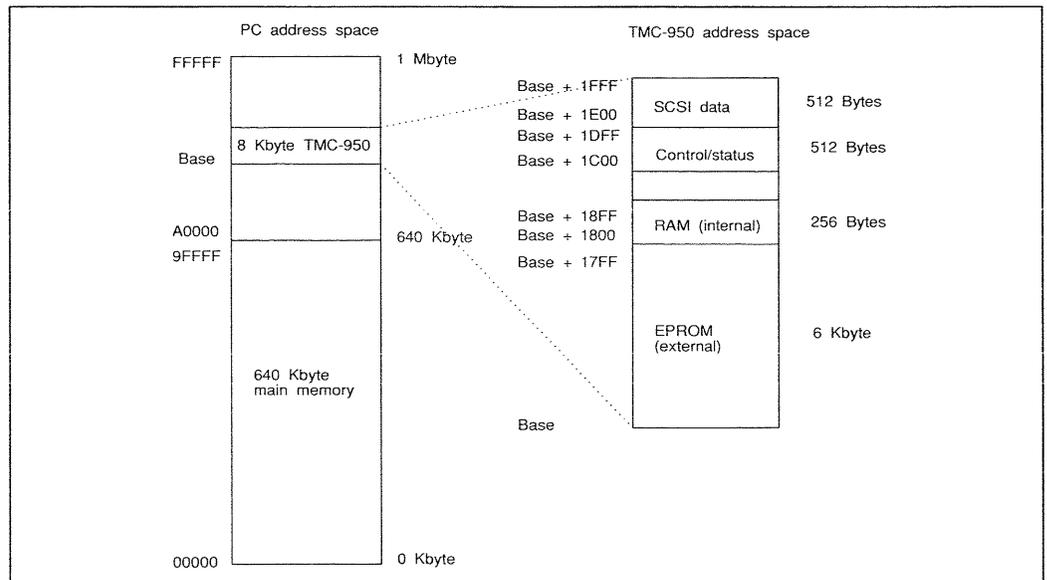 PC address space
FFFFF
1 Mbyte
8 Kbyte TMC-950
Base
A0000
640 Kbyte
9FFFF
640 Kbyte
main memory
00000
0 Kbyte
TMC-950 address space
Base + 1FFF
SCSI data
512 Bytes
Base + 1E00
Base + 1DFF
Control/status
512 Bytes
Base + 1C00
Base + 18FF
RAM (internal)
256 Bytes
Base + 1800
Base + 17FF
EPROM
(external)
6 Kbyte
Base